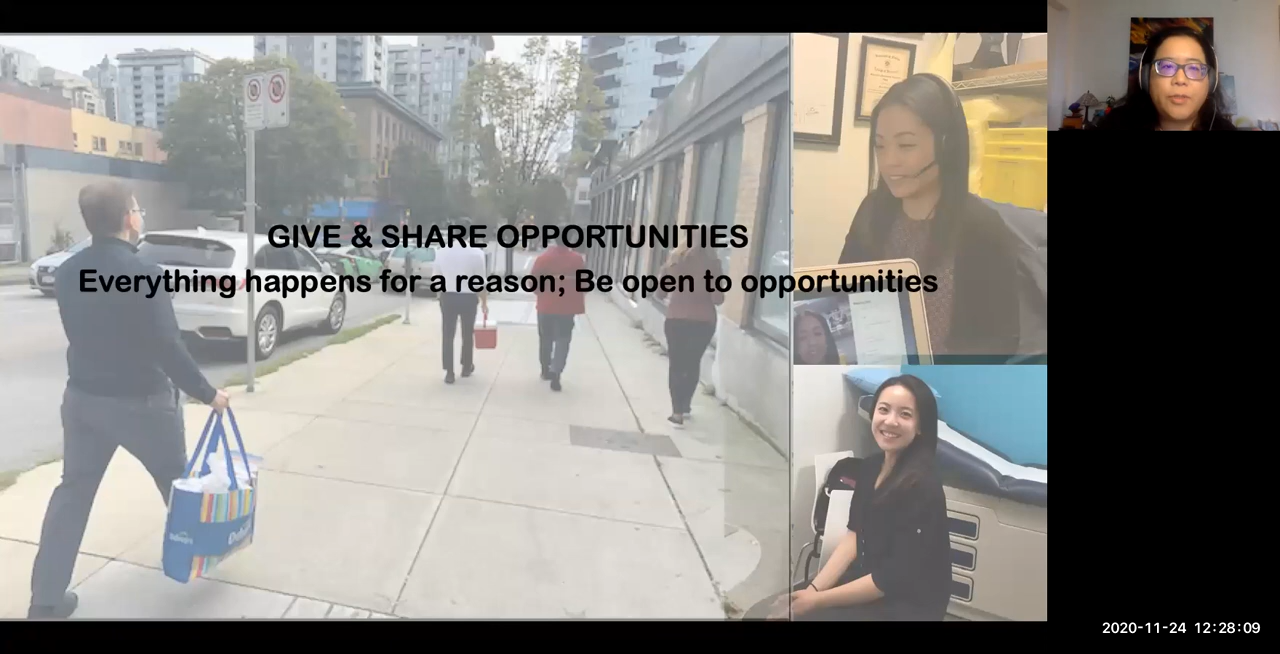 GIVE & SHARE OPPORTUNITIES
Everything happens for a reason; Be open to opportunities
2020-11-24 12:28:09